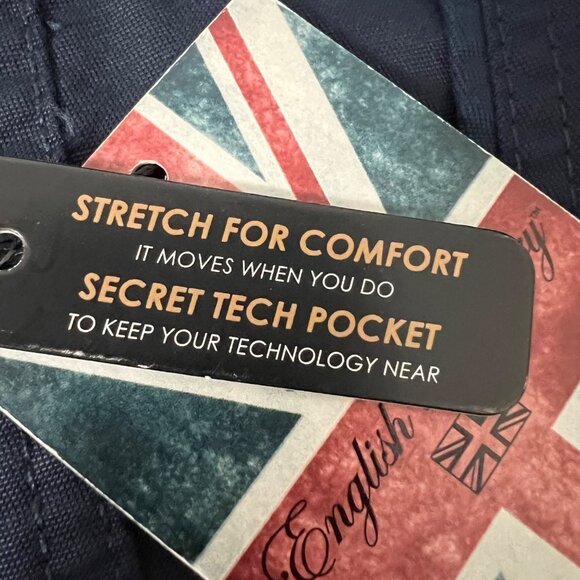 STRETCH FOR COMFORT
IT MOVES WHEN YOU DO
SECRET TECH POCKET
TO KEEP YOUR TECHNOLOGY NEAR
English